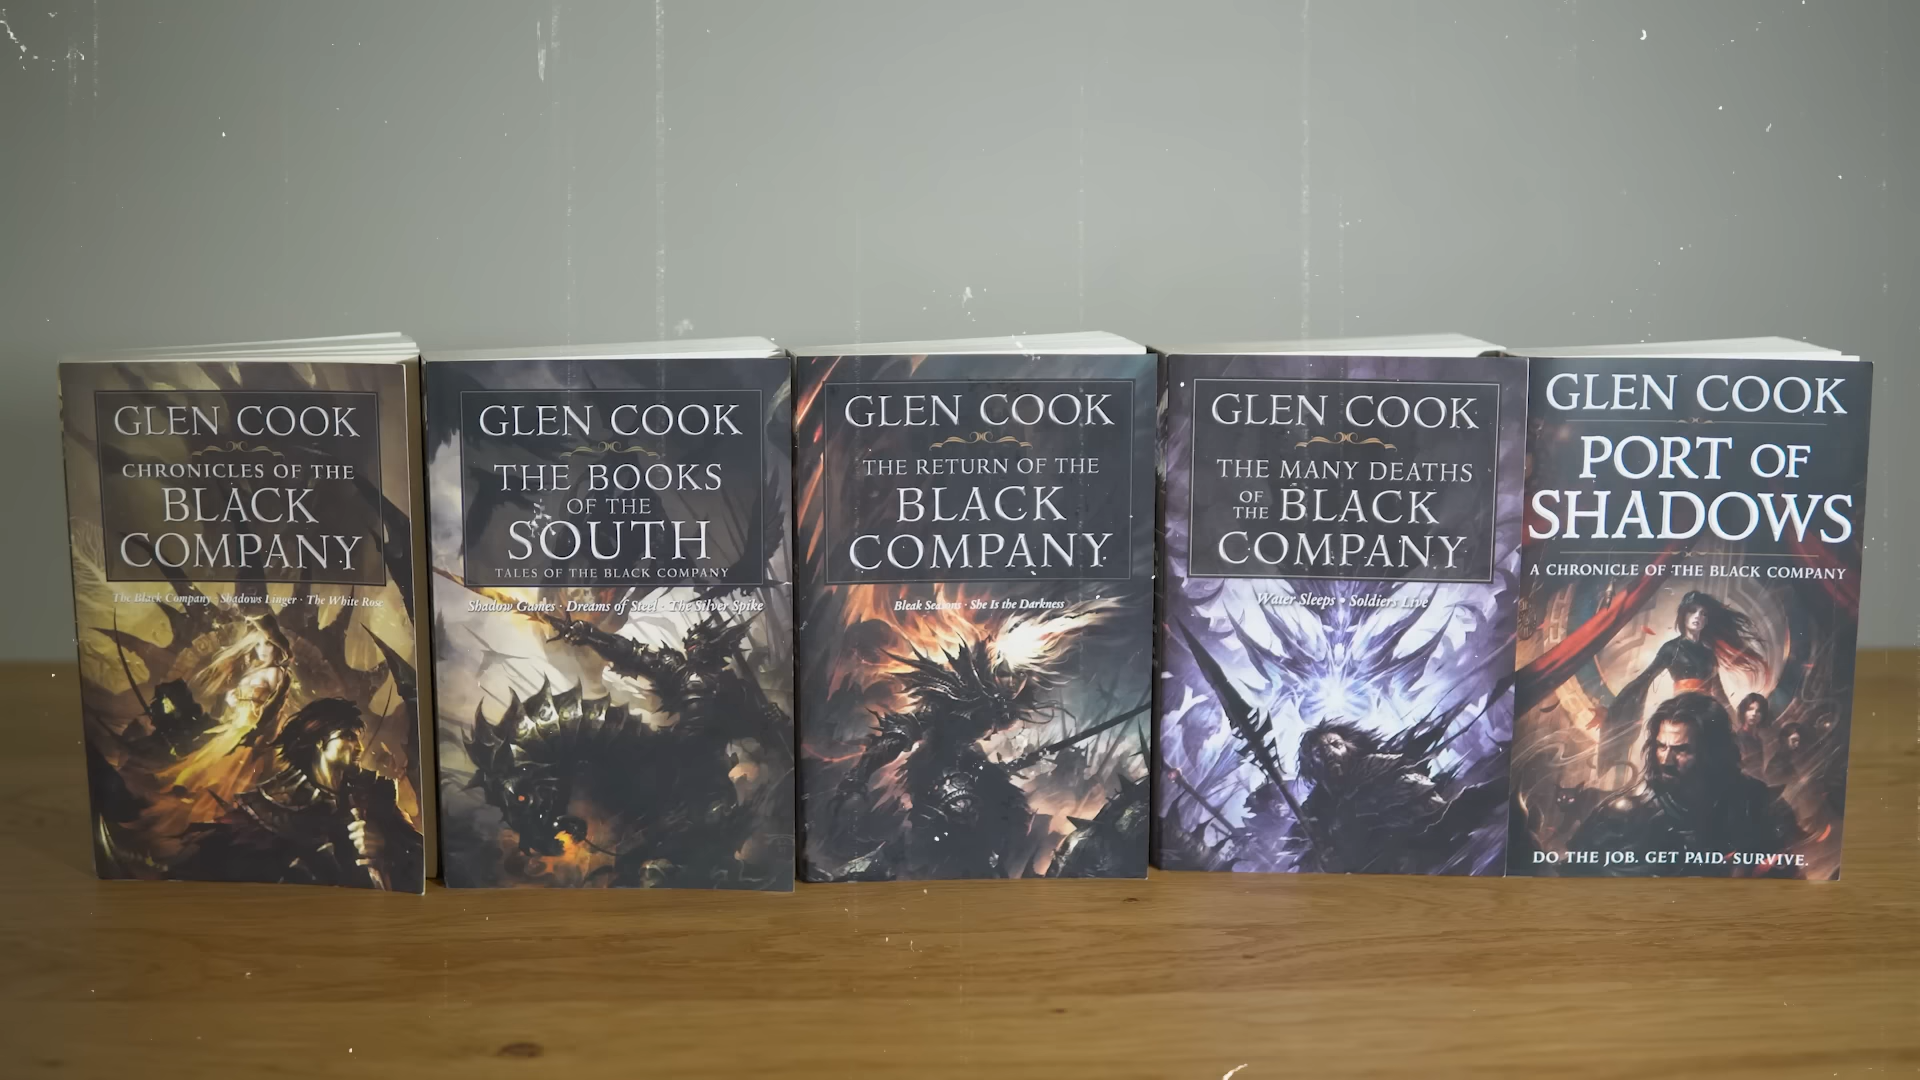 GLEN COOK
CHRONICLES OF THE
BLACK
COMPANY
The Black Company · Shadows Linger · The White Rose
GLEN COOK
THE BOOKS
OF THE
SOUTH
TALES OF THE BLACK COMPANY
Shadow Games · Dreams of Steel · The Silver Spike
GLEN COOK
THE RETURN OF THE
BLACK
COMPANY
Bleak Seasons · She Is the Darkness
GLEN COOK
THE MANY DEATHS
OF THE BLACK
COMPANY
Water Sleeps • Soldiers Live
GLEN COOK
PORT OF
SHADOWS
A CHRONICLE OF THE BLACK COMPANY
DO THE JOB. GET PAID. SURVIVE.